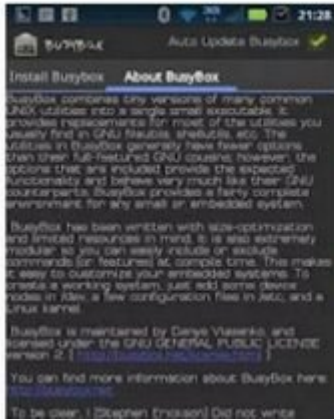 21:23
BUSYBOX Auto Update Busybox
Install Busybox About BusyBox
BusyBox combines tiny versions of many common
UNIX utilities into a single small executable. It
provides replacements for most of the utilities you
usually find in GNU fileutils, shellutils, etc. The
utilities in BusyBox generally have fewer options
than their full-featured GNU cousins; however, the
options that are included provide the expected
functionality and behave very much like their GNU
counterparts. BusyBox provides a fairly complete
environment for any small or embedded system.
BusyBox has been written with size-optimization
and limited resources in mind. It is also extremely
modular so you can easily include or exclude
commands (or features) at compile time. This makes
it easy to customize your embedded systems. To
create a working system, just add some device
nodes in /dev, a few configuration files in /etc, and a
Linux kernel.
BusyBox is maintained by Denys Vlasenko, and
licensed under the GNU GENERAL PUBLIC LICENSE
version 2. [ http://busybox.net/license.html ]
You can find more information about BusyBox here:
http://busybox.net
To be clear, I (Stephen Erickson) Did not write